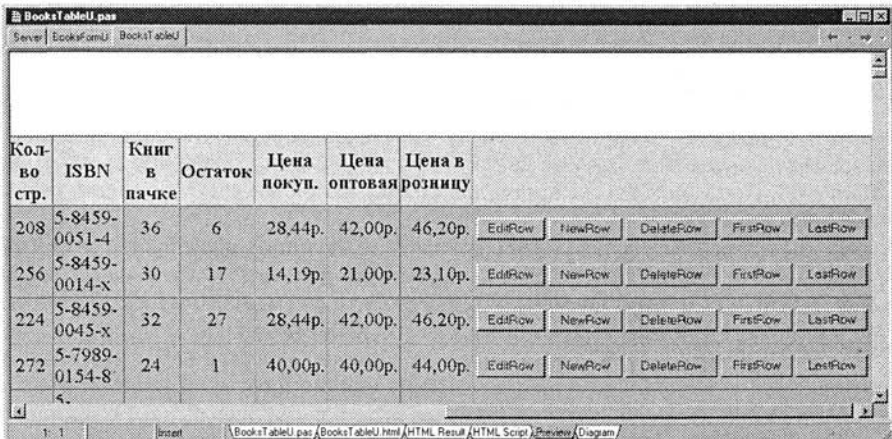 BooksTableU.pas
Server BooksFormU BooksTableU
Кол-во стр. ISBN Книг в пачке Остаток Цена покуп. Цена оптовая Цена в розницу
208 5-8459-0051-4 36 6 28,44р. 42,00р. 46,20р. EditRow NewRow DeleteRow FirstRow LastRow
256 5-8459-0014-x 30 17 14,19р. 21,00р. 23,10р. EditRow NewRow DeleteRow FirstRow LastRow
224 5-8459-0045-x 32 27 28,44р. 42,00р. 46,20р. EditRow NewRow DeleteRow FirstRow LastRow
272 5-7989-0154-8 24 1 40,00р. 40,00р. 44,00р. EditRow NewRow DeleteRow FirstRow LastRow
5-
1: 1 Insert BooksTableU.pas BooksTableU.html HTML Result HTML Script Preview Diagram